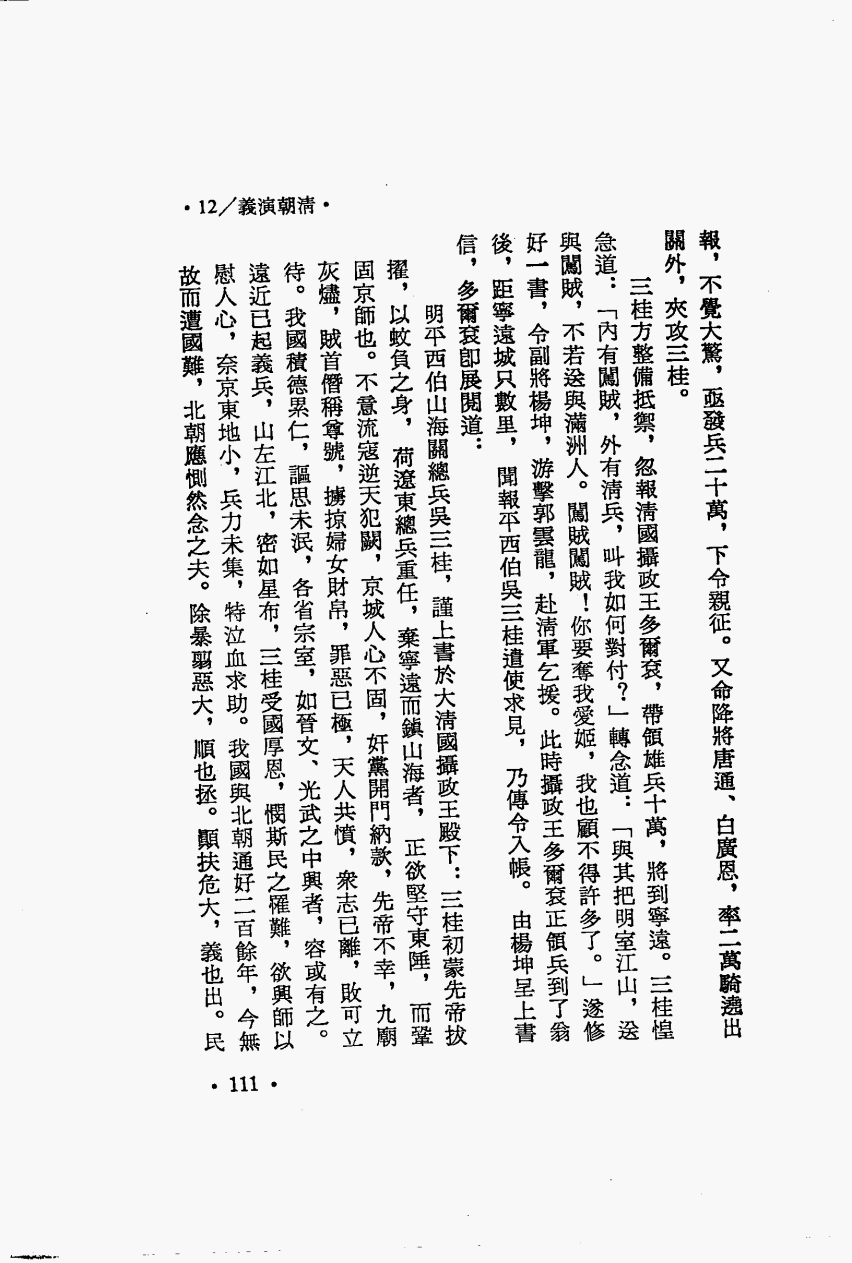 •12／義演朝清•
報，不覺大驚，亟發兵二十萬，下令親征。又命降將唐通、白廣恩，率二萬騎遶出
關外，夾攻三桂。
三桂方整備抵禦，忽報清國攝政王多爾袞，帶領雄兵十萬，將到寧遠。三桂惶
急道：「內有闖賊，外有清兵，叫我如何對付？」轉念道：「與其把明室江山，送
與闖賊，不若送與滿洲人。闖賊闖賊！你要奪我愛姬，我也顧不得許多了。」遂修
好一書，令副將楊坤，游擊郭雲龍，赴清軍乞援。此時攝政王多爾袞正領兵到了翁
後，距寧遠城只數里，聞報平西伯吳三桂遣使求見，乃傳令入帳。由楊坤呈上書
信，多爾袞即展閱道：
明平西伯山海關總兵吳三桂，謹上書於大清國攝政王殿下：三桂初蒙先帝拔
擢，以蚊負之身，荷遼東總兵重任，棄寧遠而鎮山海者，正欲堅守東陲，而鞏
固京師也。不意流寇逆天犯闕，京城人心不固，奸黨開門納款，先帝不幸，九廟
灰燼，賊首僭稱尊號，擄掠婦女財帛，罪惡已極，天人共憤，衆志已離，敗可立
待。我國積德累仁，謳思未泯，各省宗室，如晉文、光武之中興者，容或有之。
遠近已起義兵，山左江北，密如星布，三桂受國厚恩，憫斯民之罹難，欲興師以
慰人心，奈京東地小，兵力未集，特泣血求助。我國與北朝通好二百餘年，今無
故而遭國難，北朝應惻然念之夫。除暴翦惡大，順也拯。顚扶危大，義也出。民
•111•